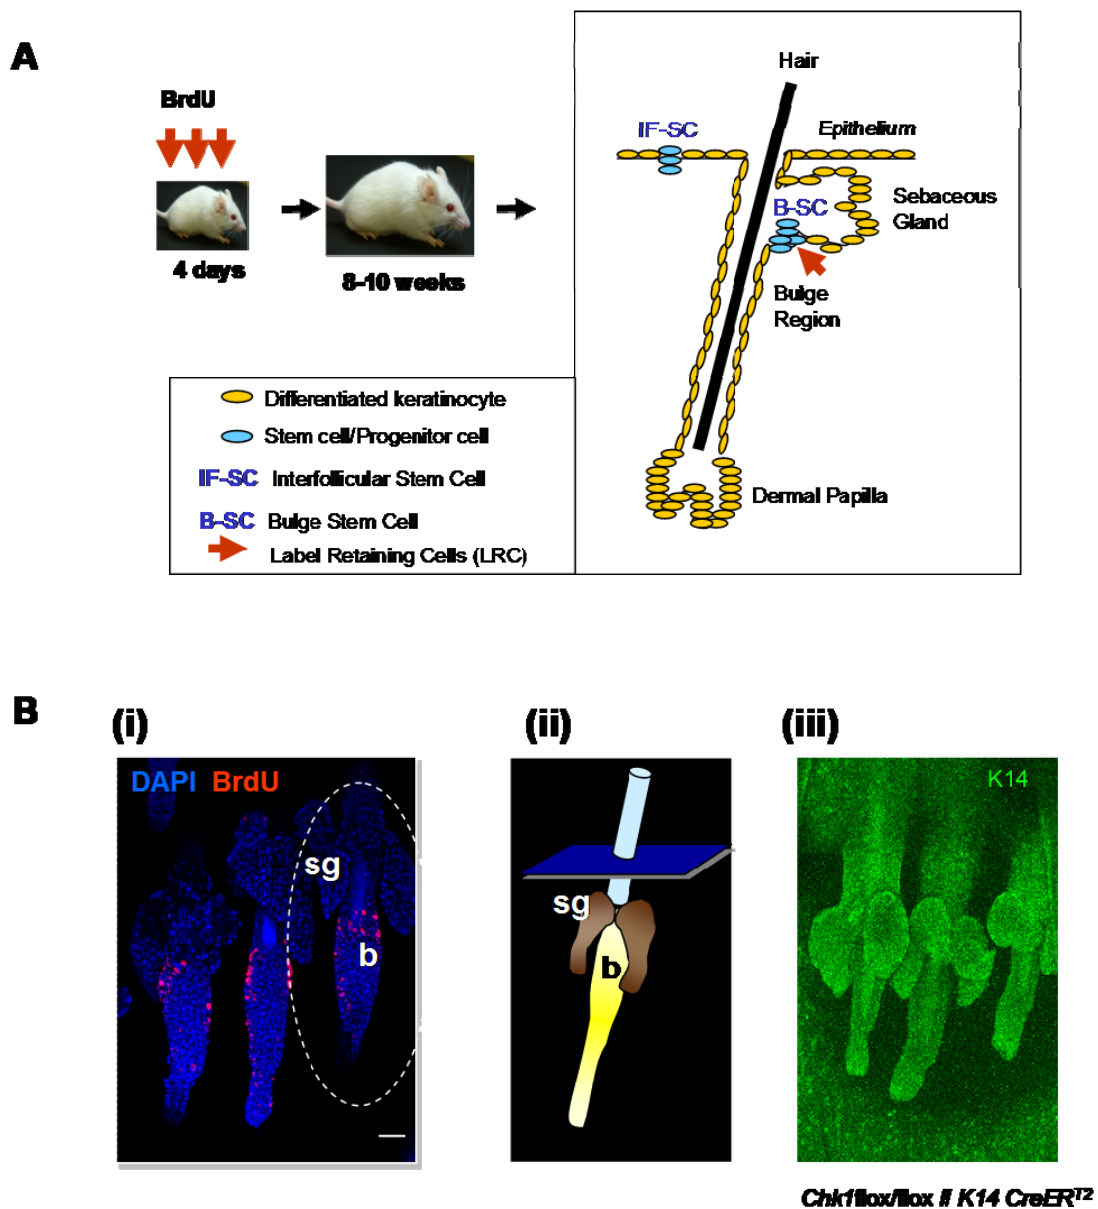 A
BrdU
4 days
8-10 weeks
Hair
IF-SC
Epithelium
B-SC
Sebaceous
Gland
Bulge
Region
Dermal Papilla
Differentiated keratinocyte
Stem cell/Progenitor cell
IF-SC Interfollicular Stem Cell
B-SC Bulge Stem Cell
Label Retaining Cells (LRC)
B
(i)
(ii)
(iii)
DAPI BrdU
sg
b
sg
b
K14
Chk1flox/flox // K14 CreER^T2